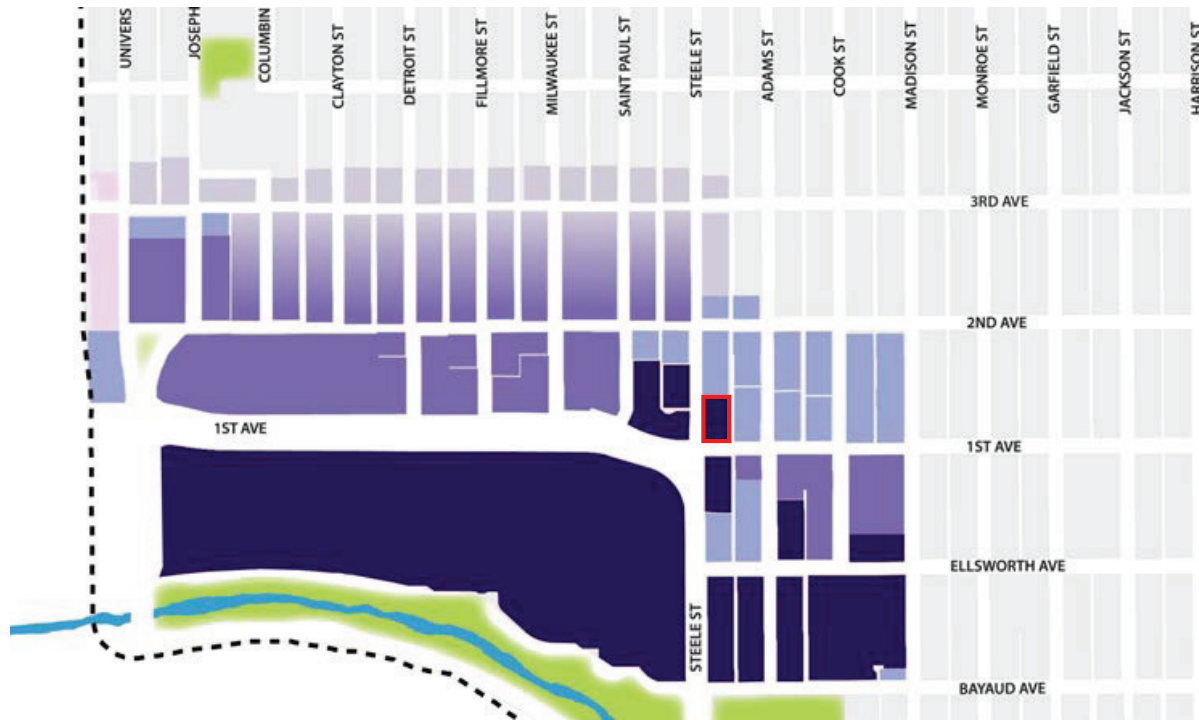 UNIVERS
JOSEPH
COLUMBIN
CLAYTON ST
DETROIT ST
FILLMORE ST
MILWAUKEE ST
SAINT PAUL ST
STEELE ST
ADAMS ST
COOK ST
MADISON ST
MONROE ST
GARFIELD ST
JACKSON ST
HARRISON ST
3RD AVE
2ND AVE
1ST AVE
1ST AVE
ELLSWORTH AVE
STEELE ST
BAYAUD AVE